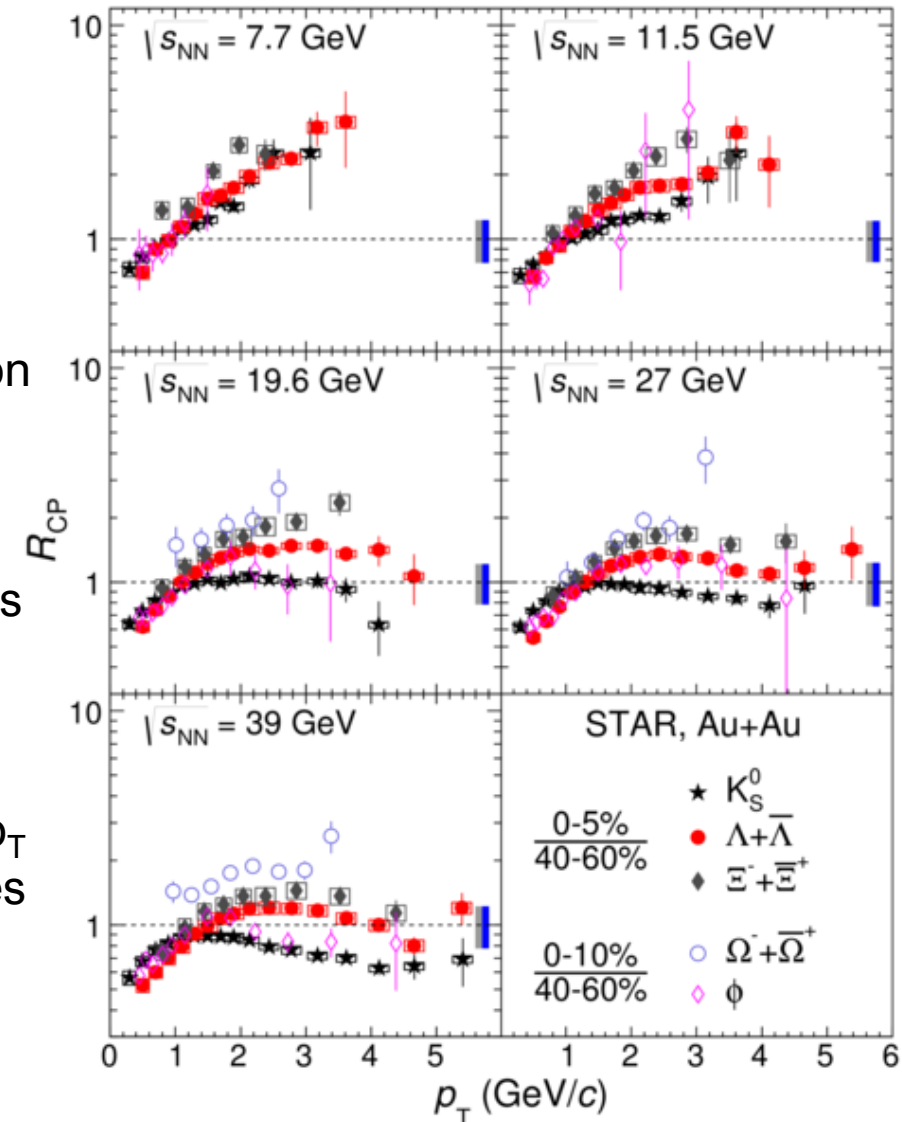 √sNN = 7.7 GeV
√sNN = 11.5 GeV
10
1
on
√sNN = 19.6 GeV
√sNN = 27 GeV
10
RCP
1
s
√sNN = 39 GeV
STAR, Au+Au
10
K⁰S
0-5%
40-60%
Λ+Λ̅
Ξ⁻+Ξ̅⁺
pT
es
1
0-10%
40-60%
Ω⁻+Ω̅⁺
ϕ
0 1 2 3 4 5 1 2 3 4 5 6
pT (GeV/c)